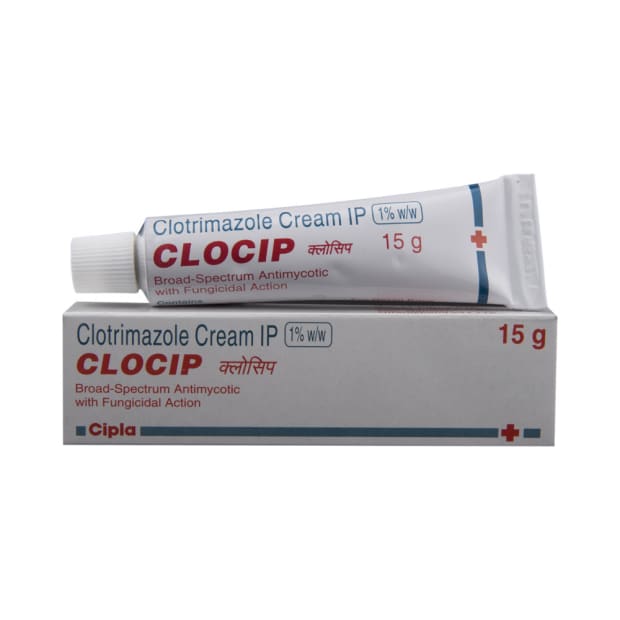 Clotrimazole Cream IP 1% w/w
CLOCIP क्लोसिप 15 g
Broad-Spectrum Antimycotic
with Fungicidal Action
Contains
Clotrimazole Cream IP 1% w/w 15 g
CLOCIP क्लोसिप
Broad-Spectrum Antimycotic
with Fungicidal Action
Cipla